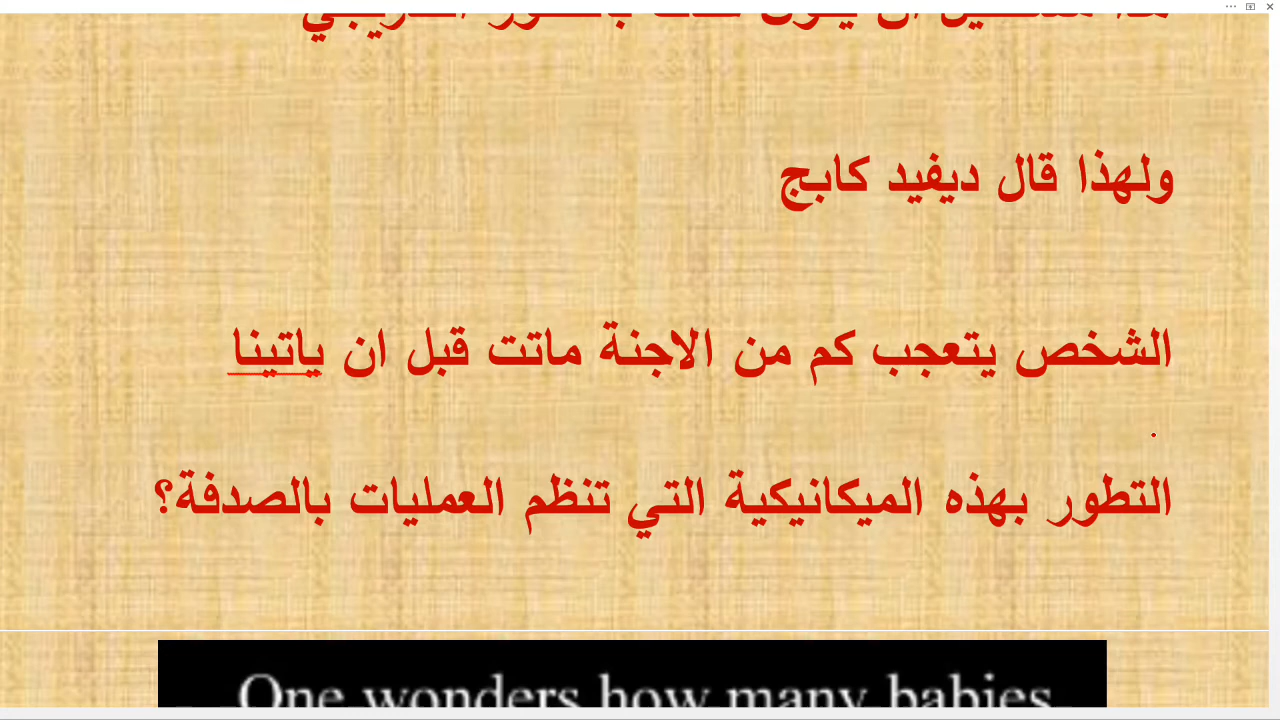 ولهذا قال ديفيد كابج
الشخص يتعجب كم من الاجنة ماتت قبل ان ياتينا
التطور بهذه الميكانيكية التي تنظم العمليات بالصدفة؟
One wonders how many babies